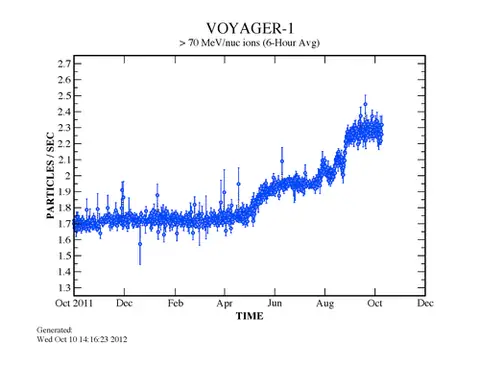 VOYAGER-1
> 70 MeV/nuc ions (6-Hour Avg)
2.7
2.6
2.5
2.4
2.3
2.2
2.1
2
1.9
1.8
1.7
1.6
1.5
1.4
1.3
PARTICLES / SEC
Oct 2011 Dec Feb Apr Jun Aug Oct Dec
TIME
Generated:
Wed Oct 10 14:16:23 2012